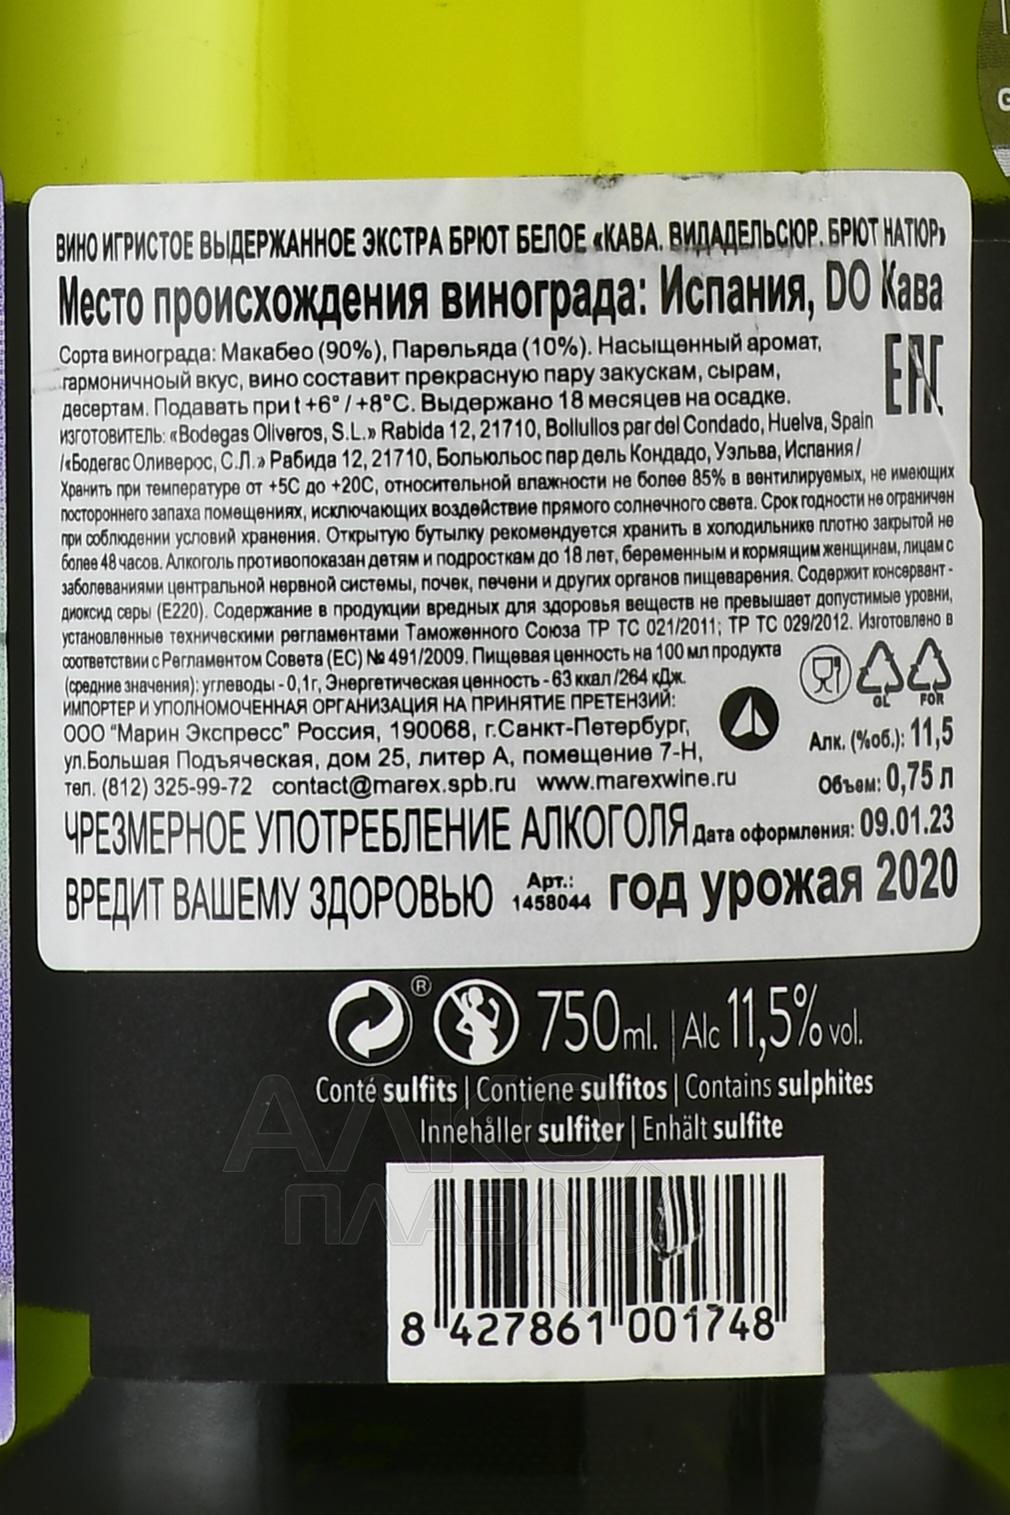 ВИНО ИГРИСТОЕ ВЫДЕРЖАННОЕ ЭКСТРА БРЮТ БЕЛОЕ «КАВА. ВИЛАДЕЛЬСЮР. БРЮТ НАТЮР»
Место происхождения винограда: Испания, DO Кава
Сорта винограда: Макабео (90%), Парельяда (10%). Насыщенный аромат,
гармоничноый вкус, вино составит прекрасную пару закускам, сырам,
десертам. Подавать при t +6° / +8°С. Выдержано 18 месяцев на осадке.
ЕАС
ИЗГОТОВИТЕЛЬ: «Bodegas Oliveros, S.L.» Rabida 12, 21710, Bollullos par del Condado, Huelva, Spain
/«Бодегас Оливерос, С.Л.» Рабида 12, 21710, Больюльос пар дель Кондадо, Уэльва, Испания/
Хранить при температуре от +5С до +20С, относительной влажности не более 85% в вентилируемых, не имеющих
постороннего запаха помещениях, исключающих воздействие прямого солнечного света. Срок годности не ограничен
при соблюдении условий хранения. Открытую бутылку рекомендуется хранить в холодильнике плотно закрытой не
более 48 часов. Алкоголь противопоказан детям и подросткам до 18 лет, беременным и кормящим женщинам, лицам с
заболеваниями центральной нервной системы, почек, печени и других органов пищеварения. Содержит консервант -
диоксид серы (Е220). Содержание в продукции вредных для здоровья веществ не превышает допустимые уровни,
установленные техническими регламентами Таможенного Союза ТР ТС 021/2011; ТР ТС 029/2012. Изготовлено в
соответствии с Регламентом Совета (ЕС) № 491/2009. Пищевая ценность на 100 мл продукта
(средние значения): углеводы - 0,1г, Энергетическая ценность - 63 ккал /264 кДж.
ИМПОРТЕР И УПОЛНОМОЧЕННАЯ ОРГАНИЗАЦИЯ НА ПРИНЯТИЕ ПРЕТЕНЗИЙ:
ООО "Марин Экспресс" Россия, 190068, г.Санкт-Петербург,
ул.Большая Подъяческая, дом 25, литер А, помещение 7-Н,
тел. (812) 325-99-72 contact@marex.spb.ru www.marexwine.ru
GL FOR
Алк. (%об.): 11,5
Объем: 0,75 л
ЧРЕЗМЕРНОЕ УПОТРЕБЛЕНИЕ АЛКОГОЛЯ Дата оформления: 09.01.23
ВРЕДИТ ВАШЕМУ ЗДОРОВЬЮ Арт.: 1458044 год урожая 2020
® 750 ml. | Alc 11,5% vol.
Conté sulfits | Contiene sulfitos | Contains sulphites
Innehåller sulfiter | Enhält sulfite
АЛКО
ПЛАЗА
8 427861 001748
G